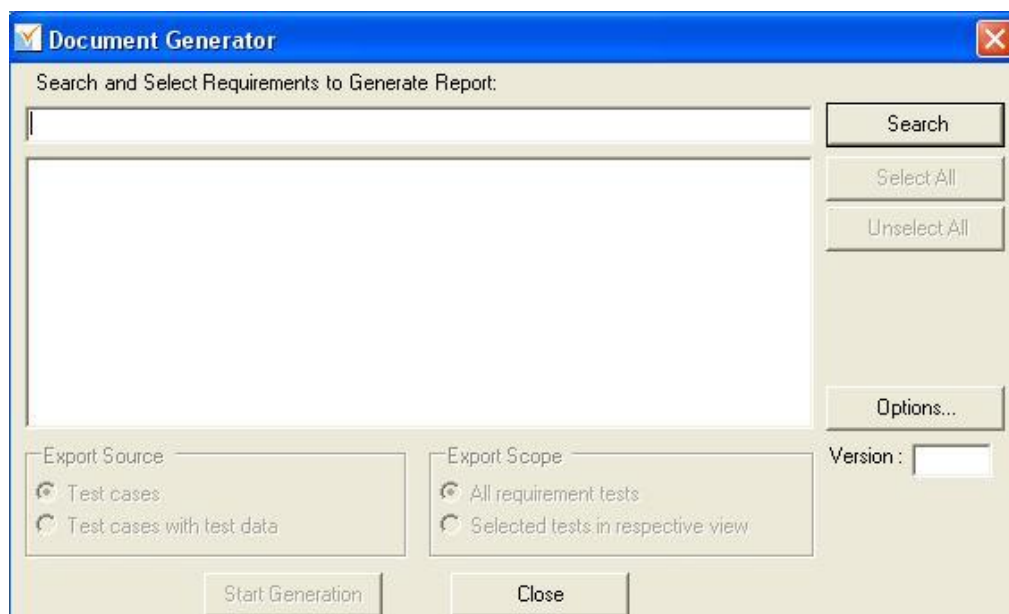 Document Generator
Search and Select Requirements to Generate Report:
Search
Select All
Unselect All
Options...
Version :
Export Source
Test cases
Test cases with test data
Export Scope
All requirement tests
Selected tests in respective view
Start Generation
Close